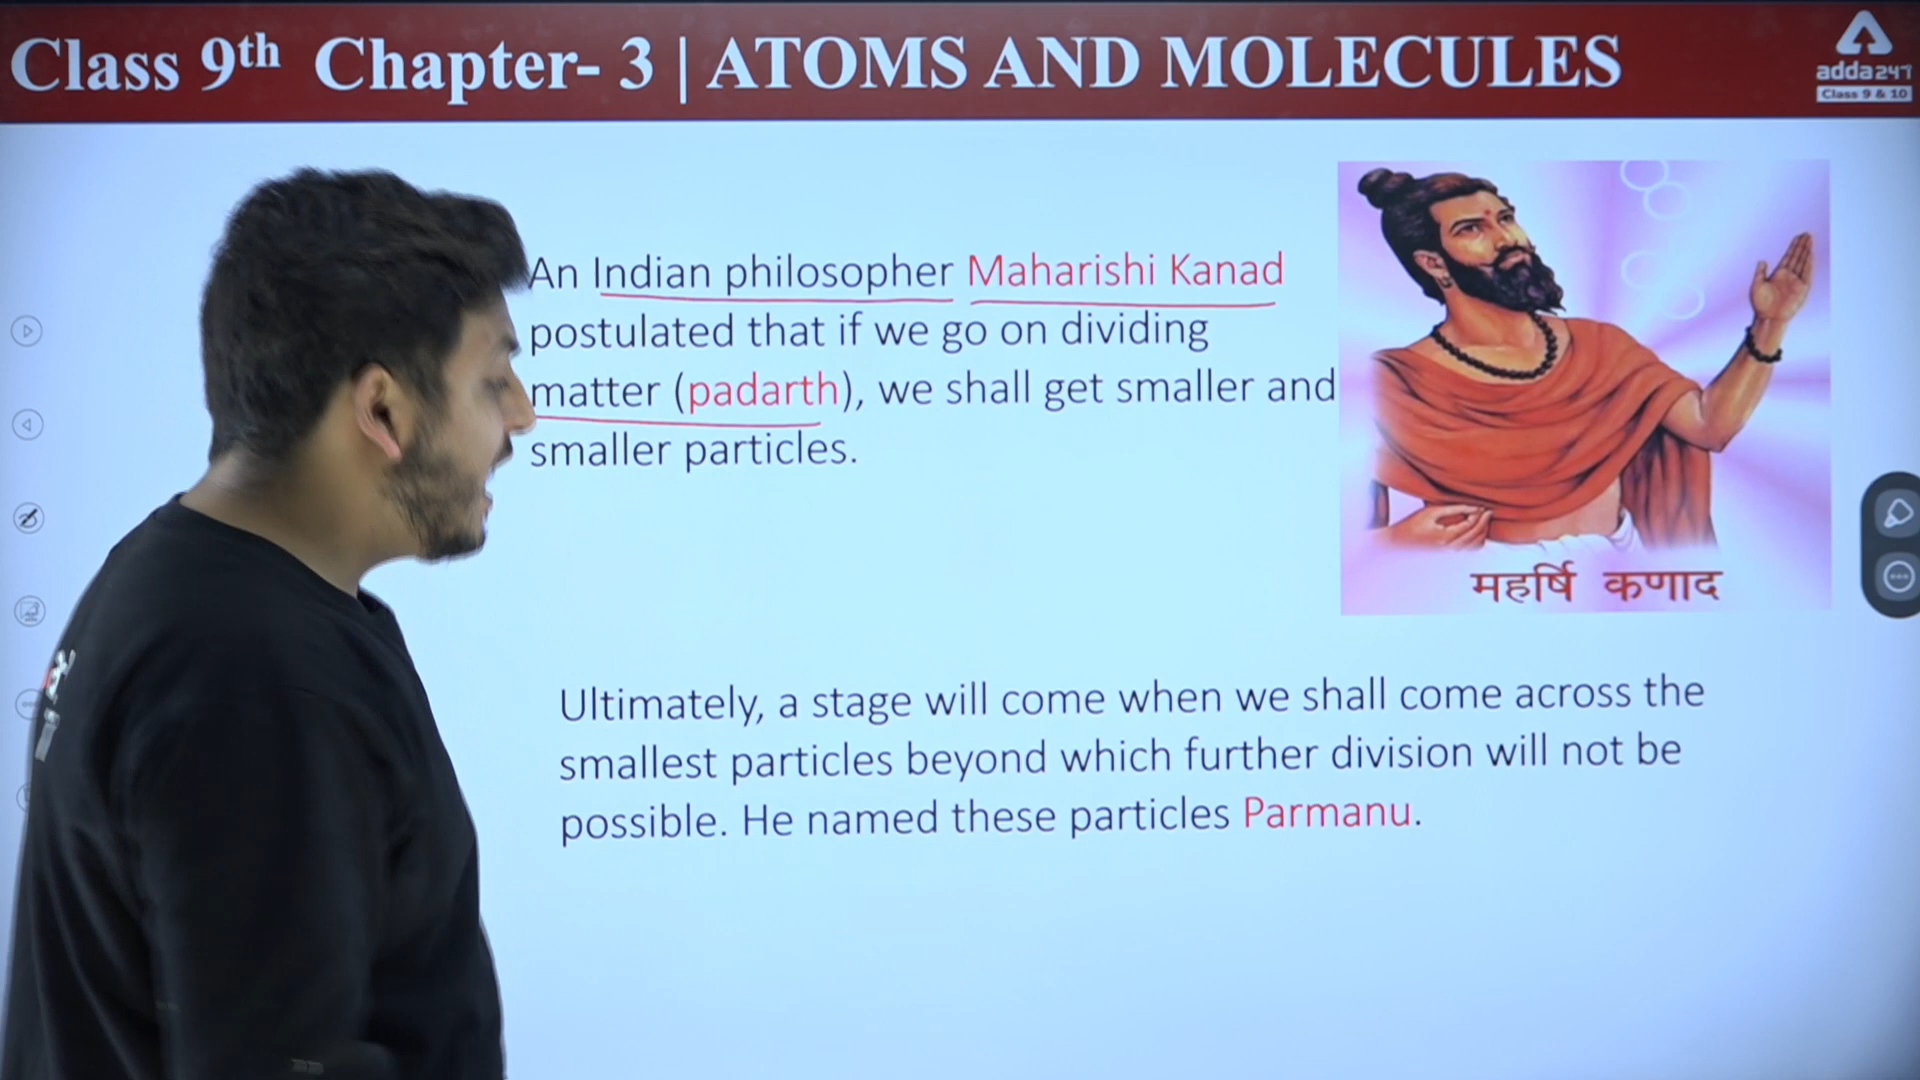 Class 9th Chapter- 3 | ATOMS AND MOLECULES
adda247
Class 9 & 10
An Indian philosopher Maharishi Kanad
postulated that if we go on dividing
matter (padarth), we shall get smaller and
smaller particles.
महर्षि कणाद
Ultimately, a stage will come when we shall come across the
smallest particles beyond which further division will not be
possible. He named these particles Parmanu.